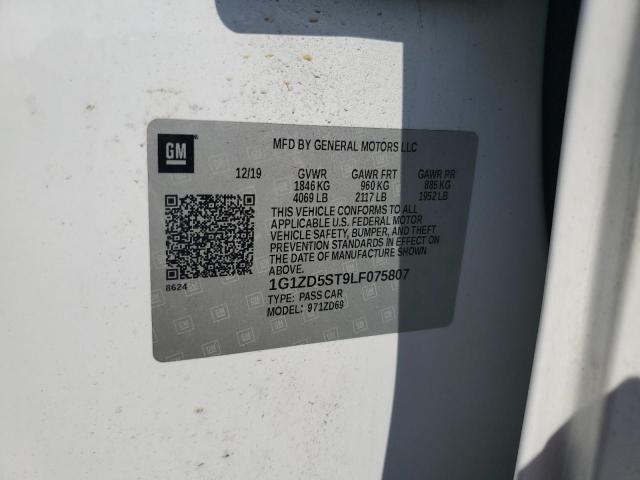 GM
MFD BY GENERAL MOTORS LLC
12/19 GVWR GAWR FRT GAWR PR
1846 KG 960 KG 885 KG
4069 LB 2117 LB 1952 LB
THIS VEHICLE CONFORMS TO ALL
APPLICABLE U.S. FEDERAL MOTOR
VEHICLE SAFETY, BUMPER, AND THEFT
PREVENTION STANDARDS IN EFFECT
ON THE DATE OF MANUFACTURE SHOWN
ABOVE.
8624
1G1ZD5ST9LF075807
TYPE: PASS CAR
MODEL: 971ZD69